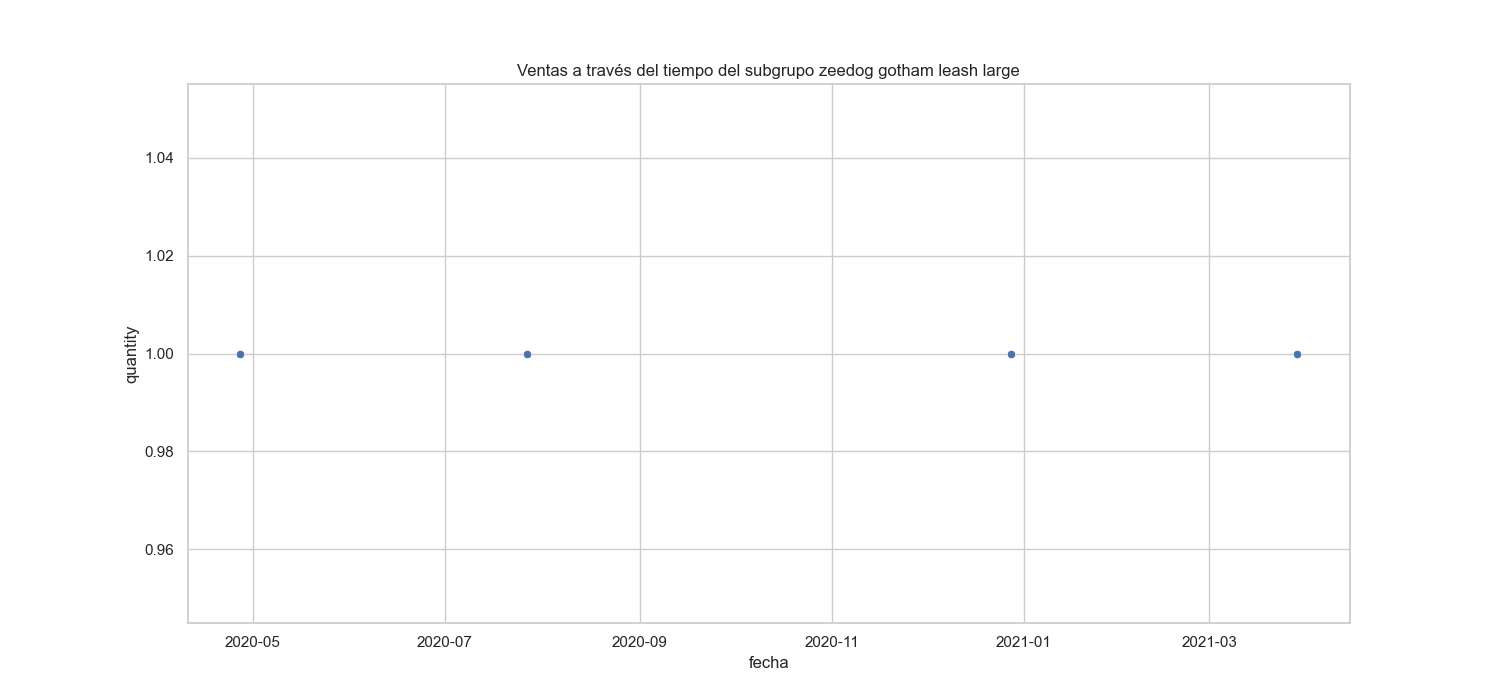 Ventas a través del tiempo del subgrupo zeedog gotham leash large
1.04
1.02
1.00
0.98
0.96
quantity
2020-05 2020-07 2020-09 2020-11 2021-01 2021-03
fecha